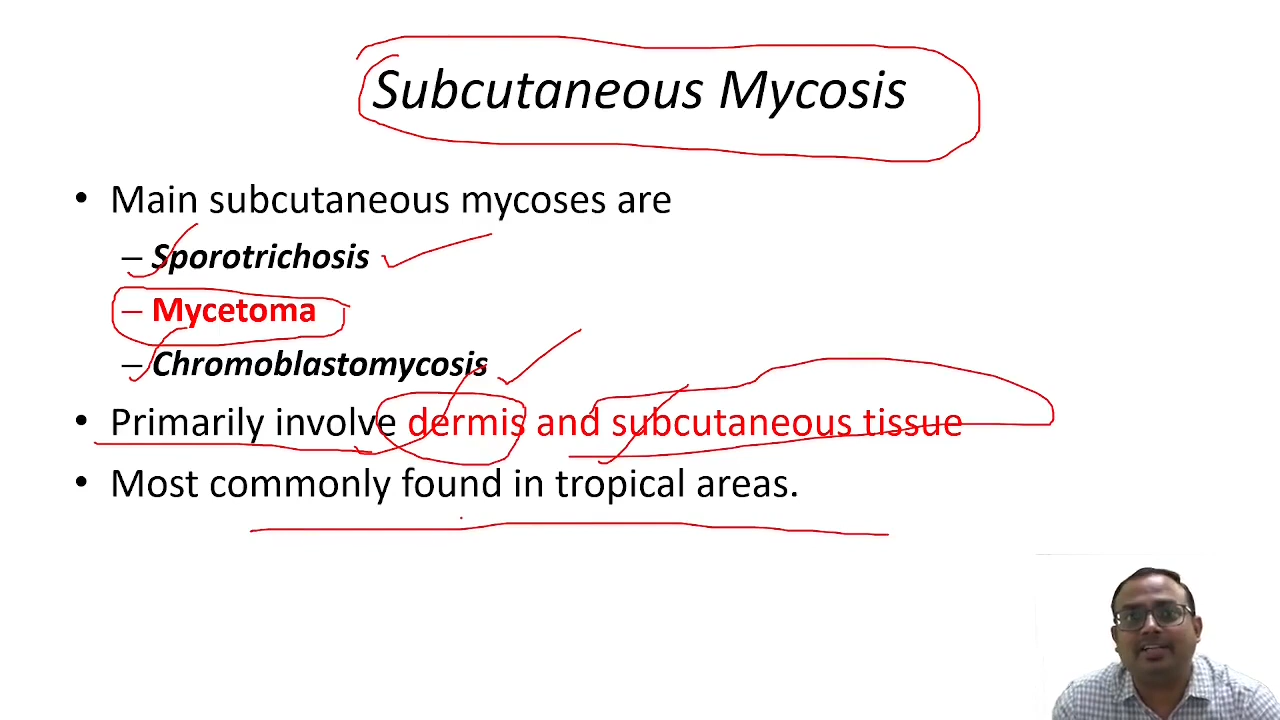 Subcutaneous Mycosis
• Main subcutaneous mycoses are
– Sporotrichosis
– Mycetoma
– Chromoblastomycosis
• Primarily involve dermis and subcutaneous tissue
• Most commonly found in tropical areas.